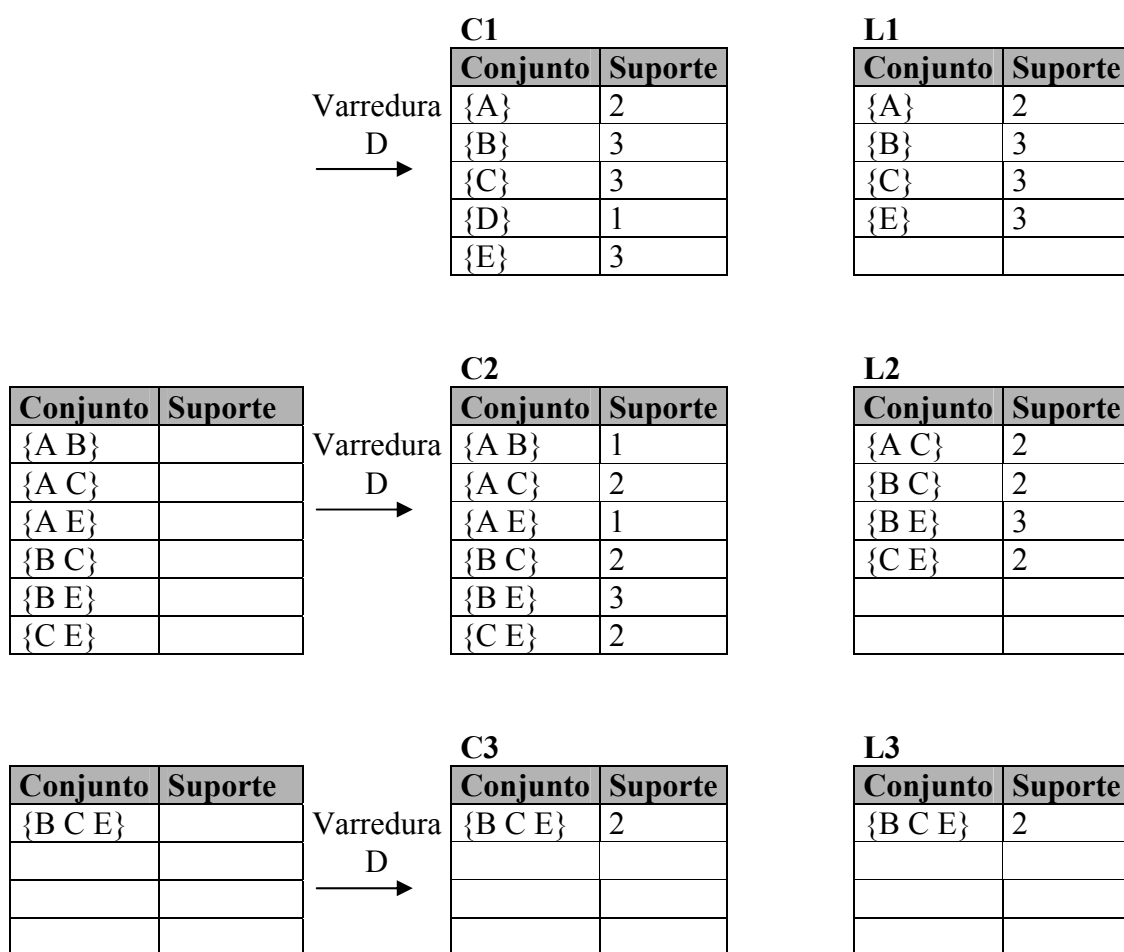 C1 L1
Conjunto Suporte Conjunto Suporte
Varredura {A} 2 {A} 2
D {B} 3 {B} 3
{C} 3 {C} 3
{D} 1 {E} 3
{E} 3
C2 L2
Conjunto Suporte Conjunto Suporte Conjunto Suporte
{A B} Varredura {A B} 1 {A C} 2
{A C} D {A C} 2 {B C} 2
{A E} {A E} 1 {B E} 3
{B C} {B C} 2 {C E} 2
{B E} {B E} 3
{C E} {C E} 2
C3 L3
Conjunto Suporte Conjunto Suporte Conjunto Suporte
{B C E} Varredura {B C E} 2 {B C E} 2
D